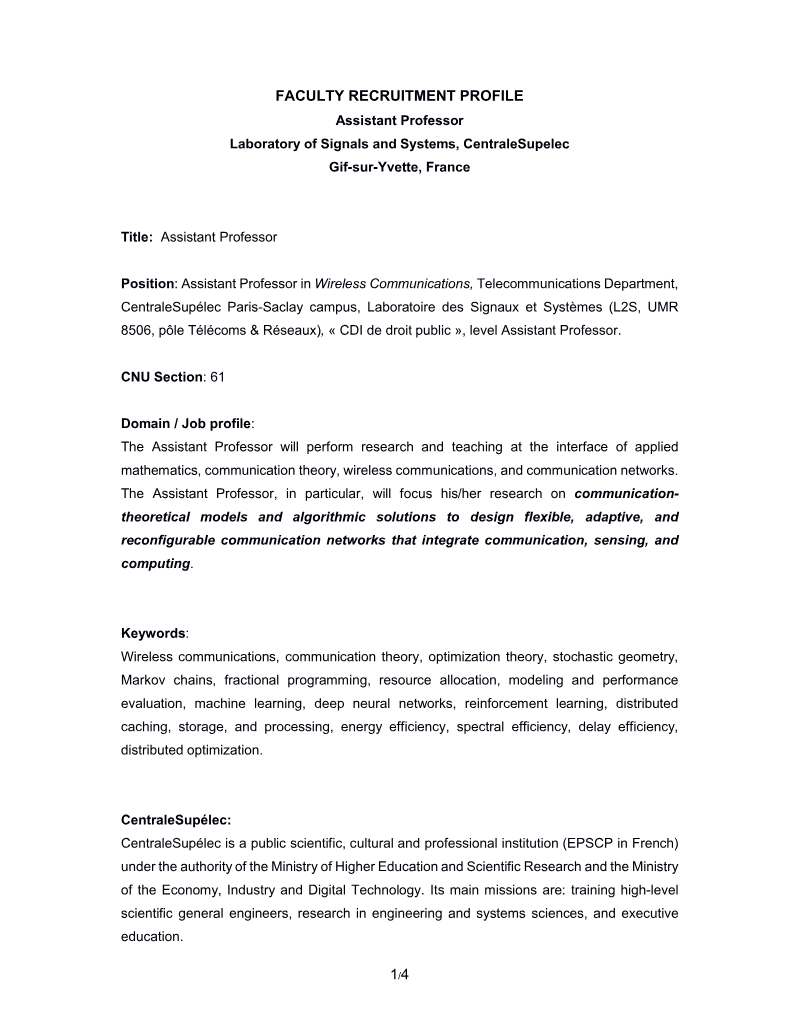 FACULTY RECRUITMENT PROFILE
Assistant Professor
Laboratory of Signals and Systems, CentraleSupelec
Gif-sur-Yvette, France
Title: Assistant Professor
Position: Assistant Professor in Wireless Communications, Telecommunications Department,
CentraleSupélec Paris-Saclay campus, Laboratoire des Signaux et Systèmes (L2S, UMR
8506, pôle Télécoms & Réseaux), « CDI de droit public », level Assistant Professor.
CNU Section: 61
Domain / Job profile:
The Assistant Professor will perform research and teaching at the interface of applied
mathematics, communication theory, wireless communications, and communication networks.
The Assistant Professor, in particular, will focus his/her research on communication-
theoretical models and algorithmic solutions to design flexible, adaptive, and
reconfigurable communication networks that integrate communication, sensing, and
computing.
Keywords:
Wireless communications, communication theory, optimization theory, stochastic geometry,
Markov chains, fractional programming, resource allocation, modeling and performance
evaluation, machine learning, deep neural networks, reinforcement learning, distributed
caching, storage, and processing, energy efficiency, spectral efficiency, delay efficiency,
distributed optimization.
CentraleSupélec:
CentraleSupélec is a public scientific, cultural and professional institution (EPSCP in French)
under the authority of the Ministry of Higher Education and Scientific Research and the Ministry
of the Economy, Industry and Digital Technology. Its main missions are: training high-level
scientific general engineers, research in engineering and systems sciences, and executive
education.
1/4